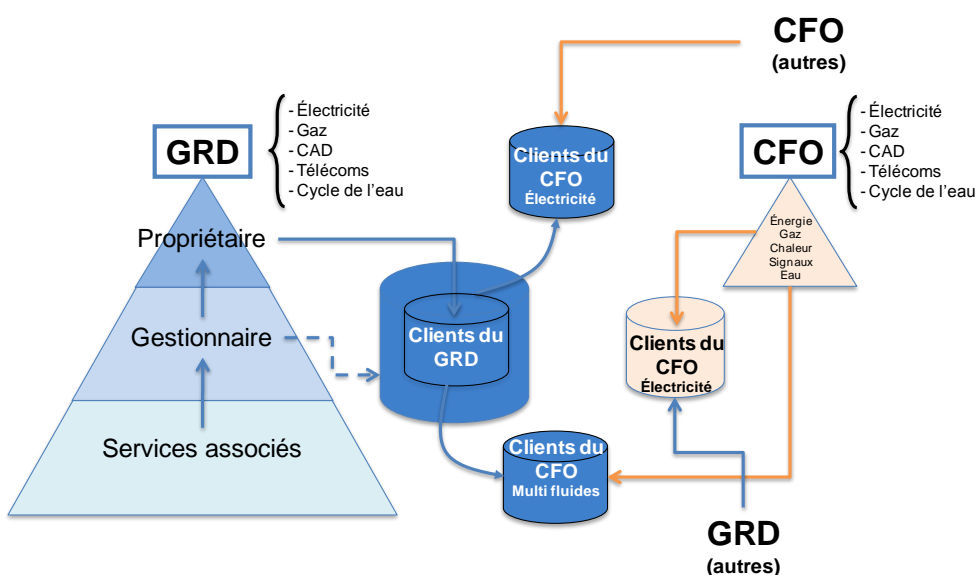 GRD
- Électricité
- Gaz
- CAD
- Télécoms
- Cycle de l'eau
Propriétaire
Gestionnaire
Services associés
Clients du
GRD
Clients du
CFO
Électricité
Clients du
CFO
Multi fluides
CFO
(autres)
CFO
- Électricité
- Gaz
- CAD
- Télécoms
- Cycle de l'eau
Énergie
Gaz
Chaleur
Signaux
Eau
Clients du
CFO
Électricité
GRD
(autres)